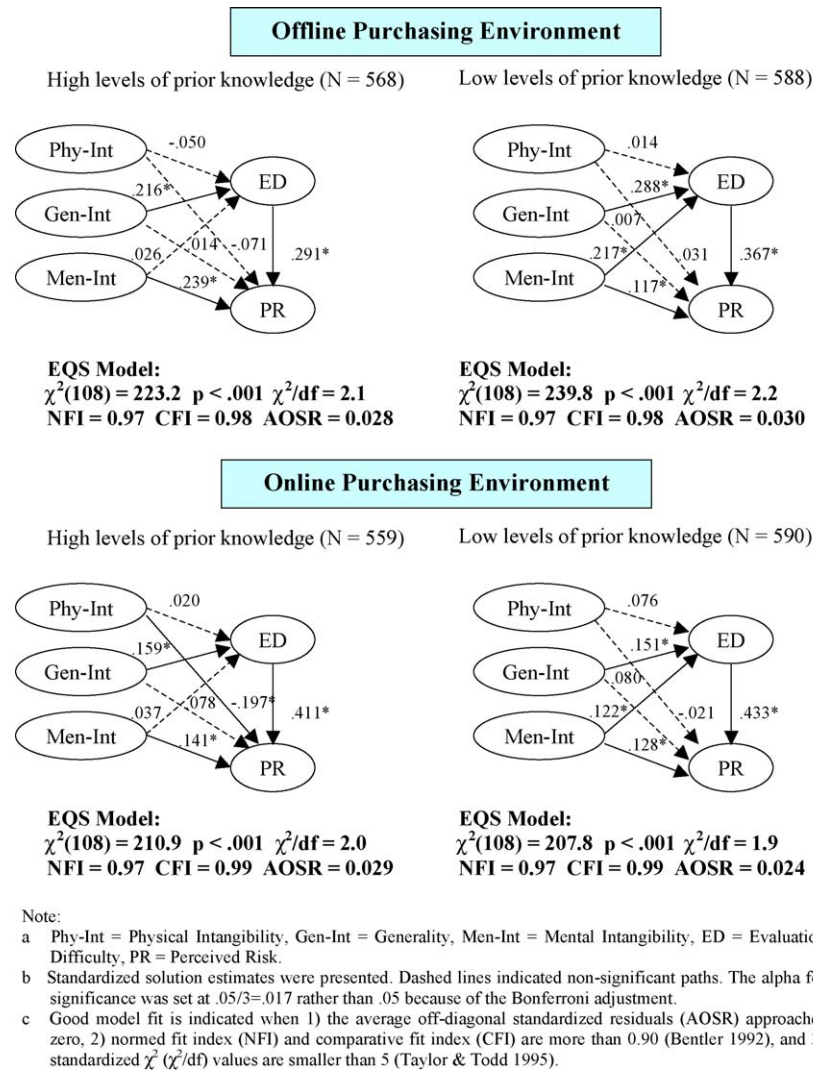 Offline Purchasing Environment
High levels of prior knowledge (N = 568)
Low levels of prior knowledge (N = 588)
Phy-Int
-.050
ED
.216*
Gen-Int
.026
.014
-.071
.291*
Men-Int
.239*
PR
Phy-Int
.014
ED
.288*
Gen-Int
.007
.217*
.031
.367*
Men-Int
.117*
PR
EQS Model:
χ²(108) = 223.2 p < .001 χ²/df = 2.1
NFI = 0.97 CFI = 0.98 AOSR = 0.028
EQS Model:
χ²(108) = 239.8 p < .001 χ²/df = 2.2
NFI = 0.97 CFI = 0.98 AOSR = 0.030
Online Purchasing Environment
High levels of prior knowledge (N = 559)
Low levels of prior knowledge (N = 590)
Phy-Int
.020
ED
.159*
Gen-Int
.037
.078
-.197*
.411*
Men-Int
.141*
PR
Phy-Int
.076
ED
.151*
Gen-Int
.080
.122*
-.021
.433*
Men-Int
.128*
PR
EQS Model:
χ²(108) = 210.9 p < .001 χ²/df = 2.0
NFI = 0.97 CFI = 0.99 AOSR = 0.029
EQS Model:
χ²(108) = 207.8 p < .001 χ²/df = 1.9
NFI = 0.97 CFI = 0.99 AOSR = 0.024
Note:
a Phy-Int = Physical Intangibility, Gen-Int = Generality, Men-Int = Mental Intangibility, ED = Evaluatio
Difficulty, PR = Perceived Risk.
b Standardized solution estimates were presented. Dashed lines indicated non-significant paths. The alpha f
significance was set at .05/3=.017 rather than .05 because of the Bonferroni adjustment.
c Good model fit is indicated when 1) the average off-diagonal standardized residuals (AOSR) approache
zero, 2) normed fit index (NFI) and comparative fit index (CFI) are more than 0.90 (Bentler 1992), and
standardized χ² (χ²/df) values are smaller than 5 (Taylor & Todd 1995).